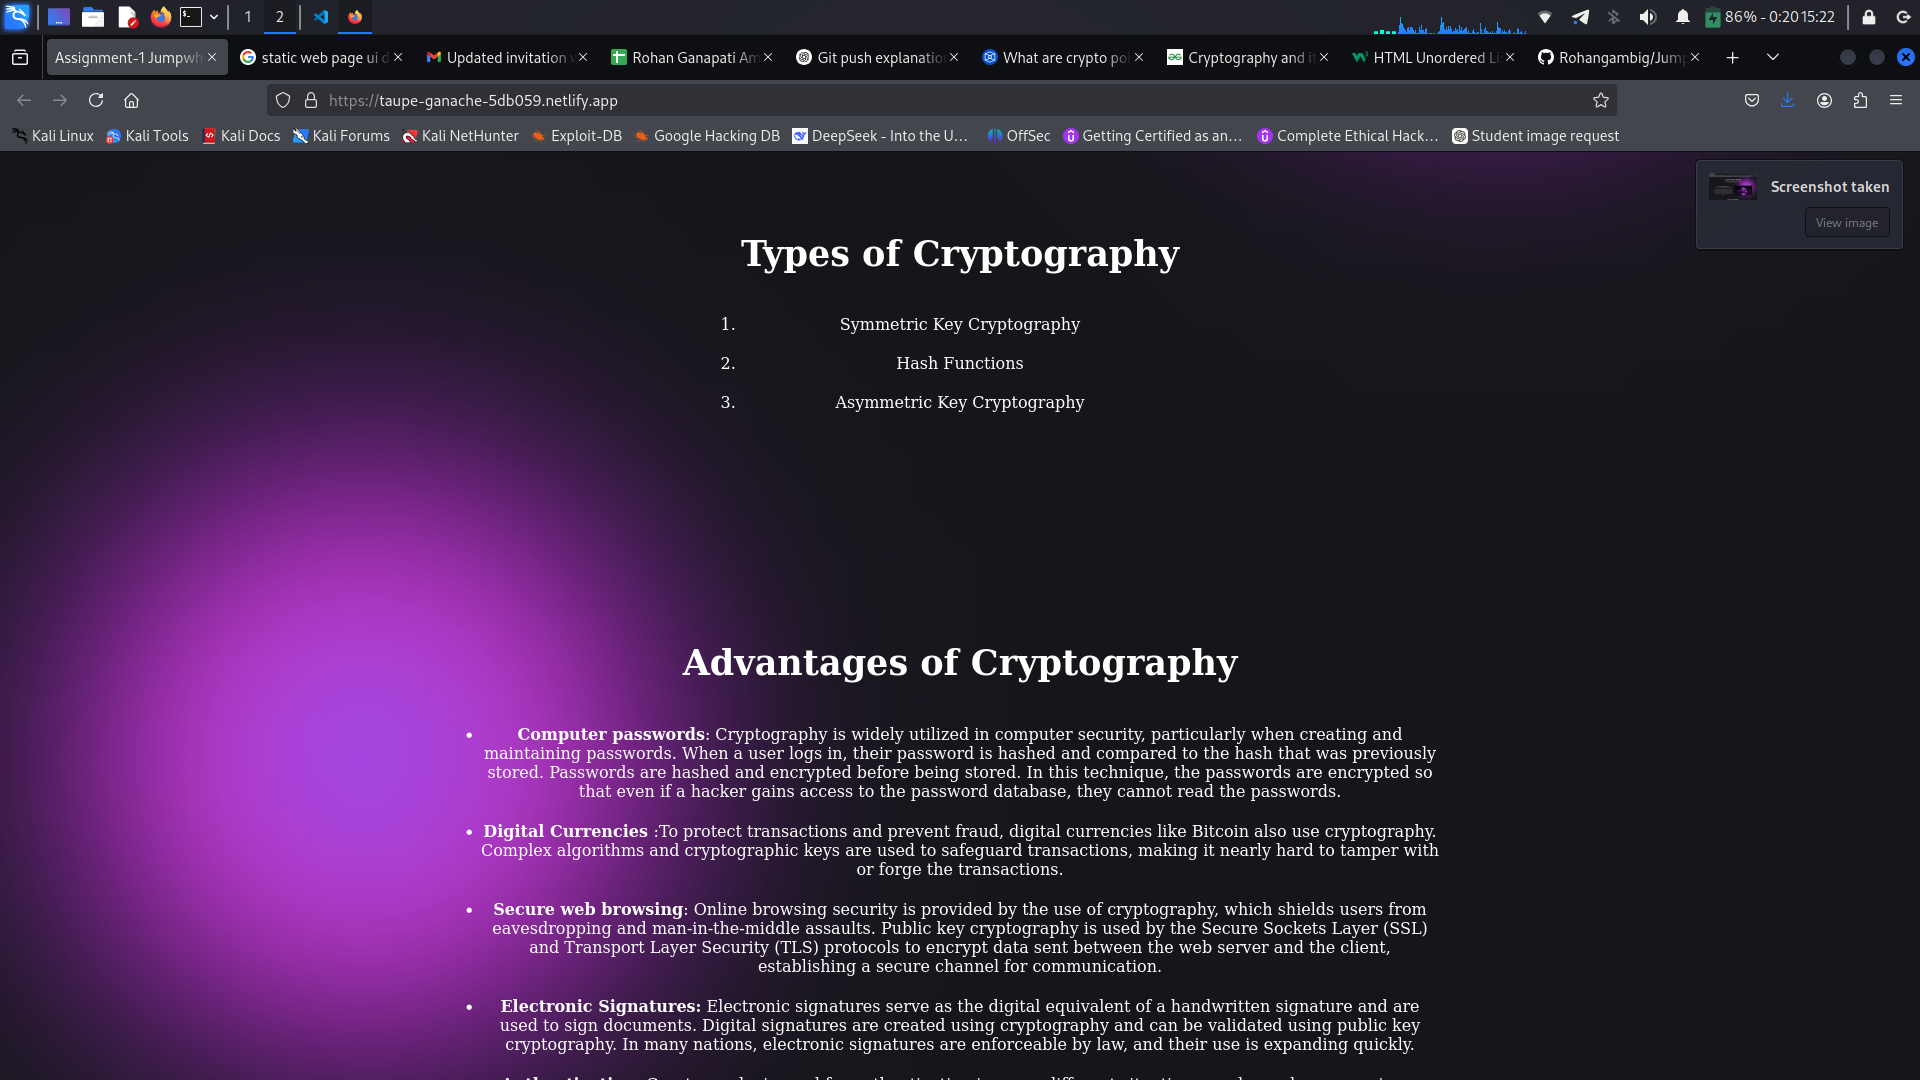 1 2 86% - 0:20 15:22
Assignment-1 Jumpwh static web page ui d Updated invitation Rohan Ganapati Am Git push explanation What are crypto poi Cryptography and it HTML Unordered Li Rohangambig/Jump
https://taupe-ganache-5db059.netlify.app
Kali Linux Kali Tools Kali Docs Kali Forums Kali NetHunter Exploit-DB Google Hacking DB DeepSeek - Into the U… OffSec Getting Certified as an… Complete Ethical Hack… Student image request
Screenshot taken
View image
Types of Cryptography
1. Symmetric Key Cryptography
2. Hash Functions
3. Asymmetric Key Cryptography
Advantages of Cryptography
• Computer passwords: Cryptography is widely utilized in computer security, particularly when creating and
maintaining passwords. When a user logs in, their password is hashed and compared to the hash that was previously
stored. Passwords are hashed and encrypted before being stored. In this technique, the passwords are encrypted so
that even if a hacker gains access to the password database, they cannot read the passwords.
• Digital Currencies :To protect transactions and prevent fraud, digital currencies like Bitcoin also use cryptography.
Complex algorithms and cryptographic keys are used to safeguard transactions, making it nearly hard to tamper with
or forge the transactions.
• Secure web browsing: Online browsing security is provided by the use of cryptography, which shields users from
eavesdropping and man-in-the-middle assaults. Public key cryptography is used by the Secure Sockets Layer (SSL)
and Transport Layer Security (TLS) protocols to encrypt data sent between the web server and the client,
establishing a secure channel for communication.
• Electronic Signatures: Electronic signatures serve as the digital equivalent of a handwritten signature and are
used to sign documents. Digital signatures are created using cryptography and can be validated using public key
cryptography. In many nations, electronic signatures are enforceable by law, and their use is expanding quickly.